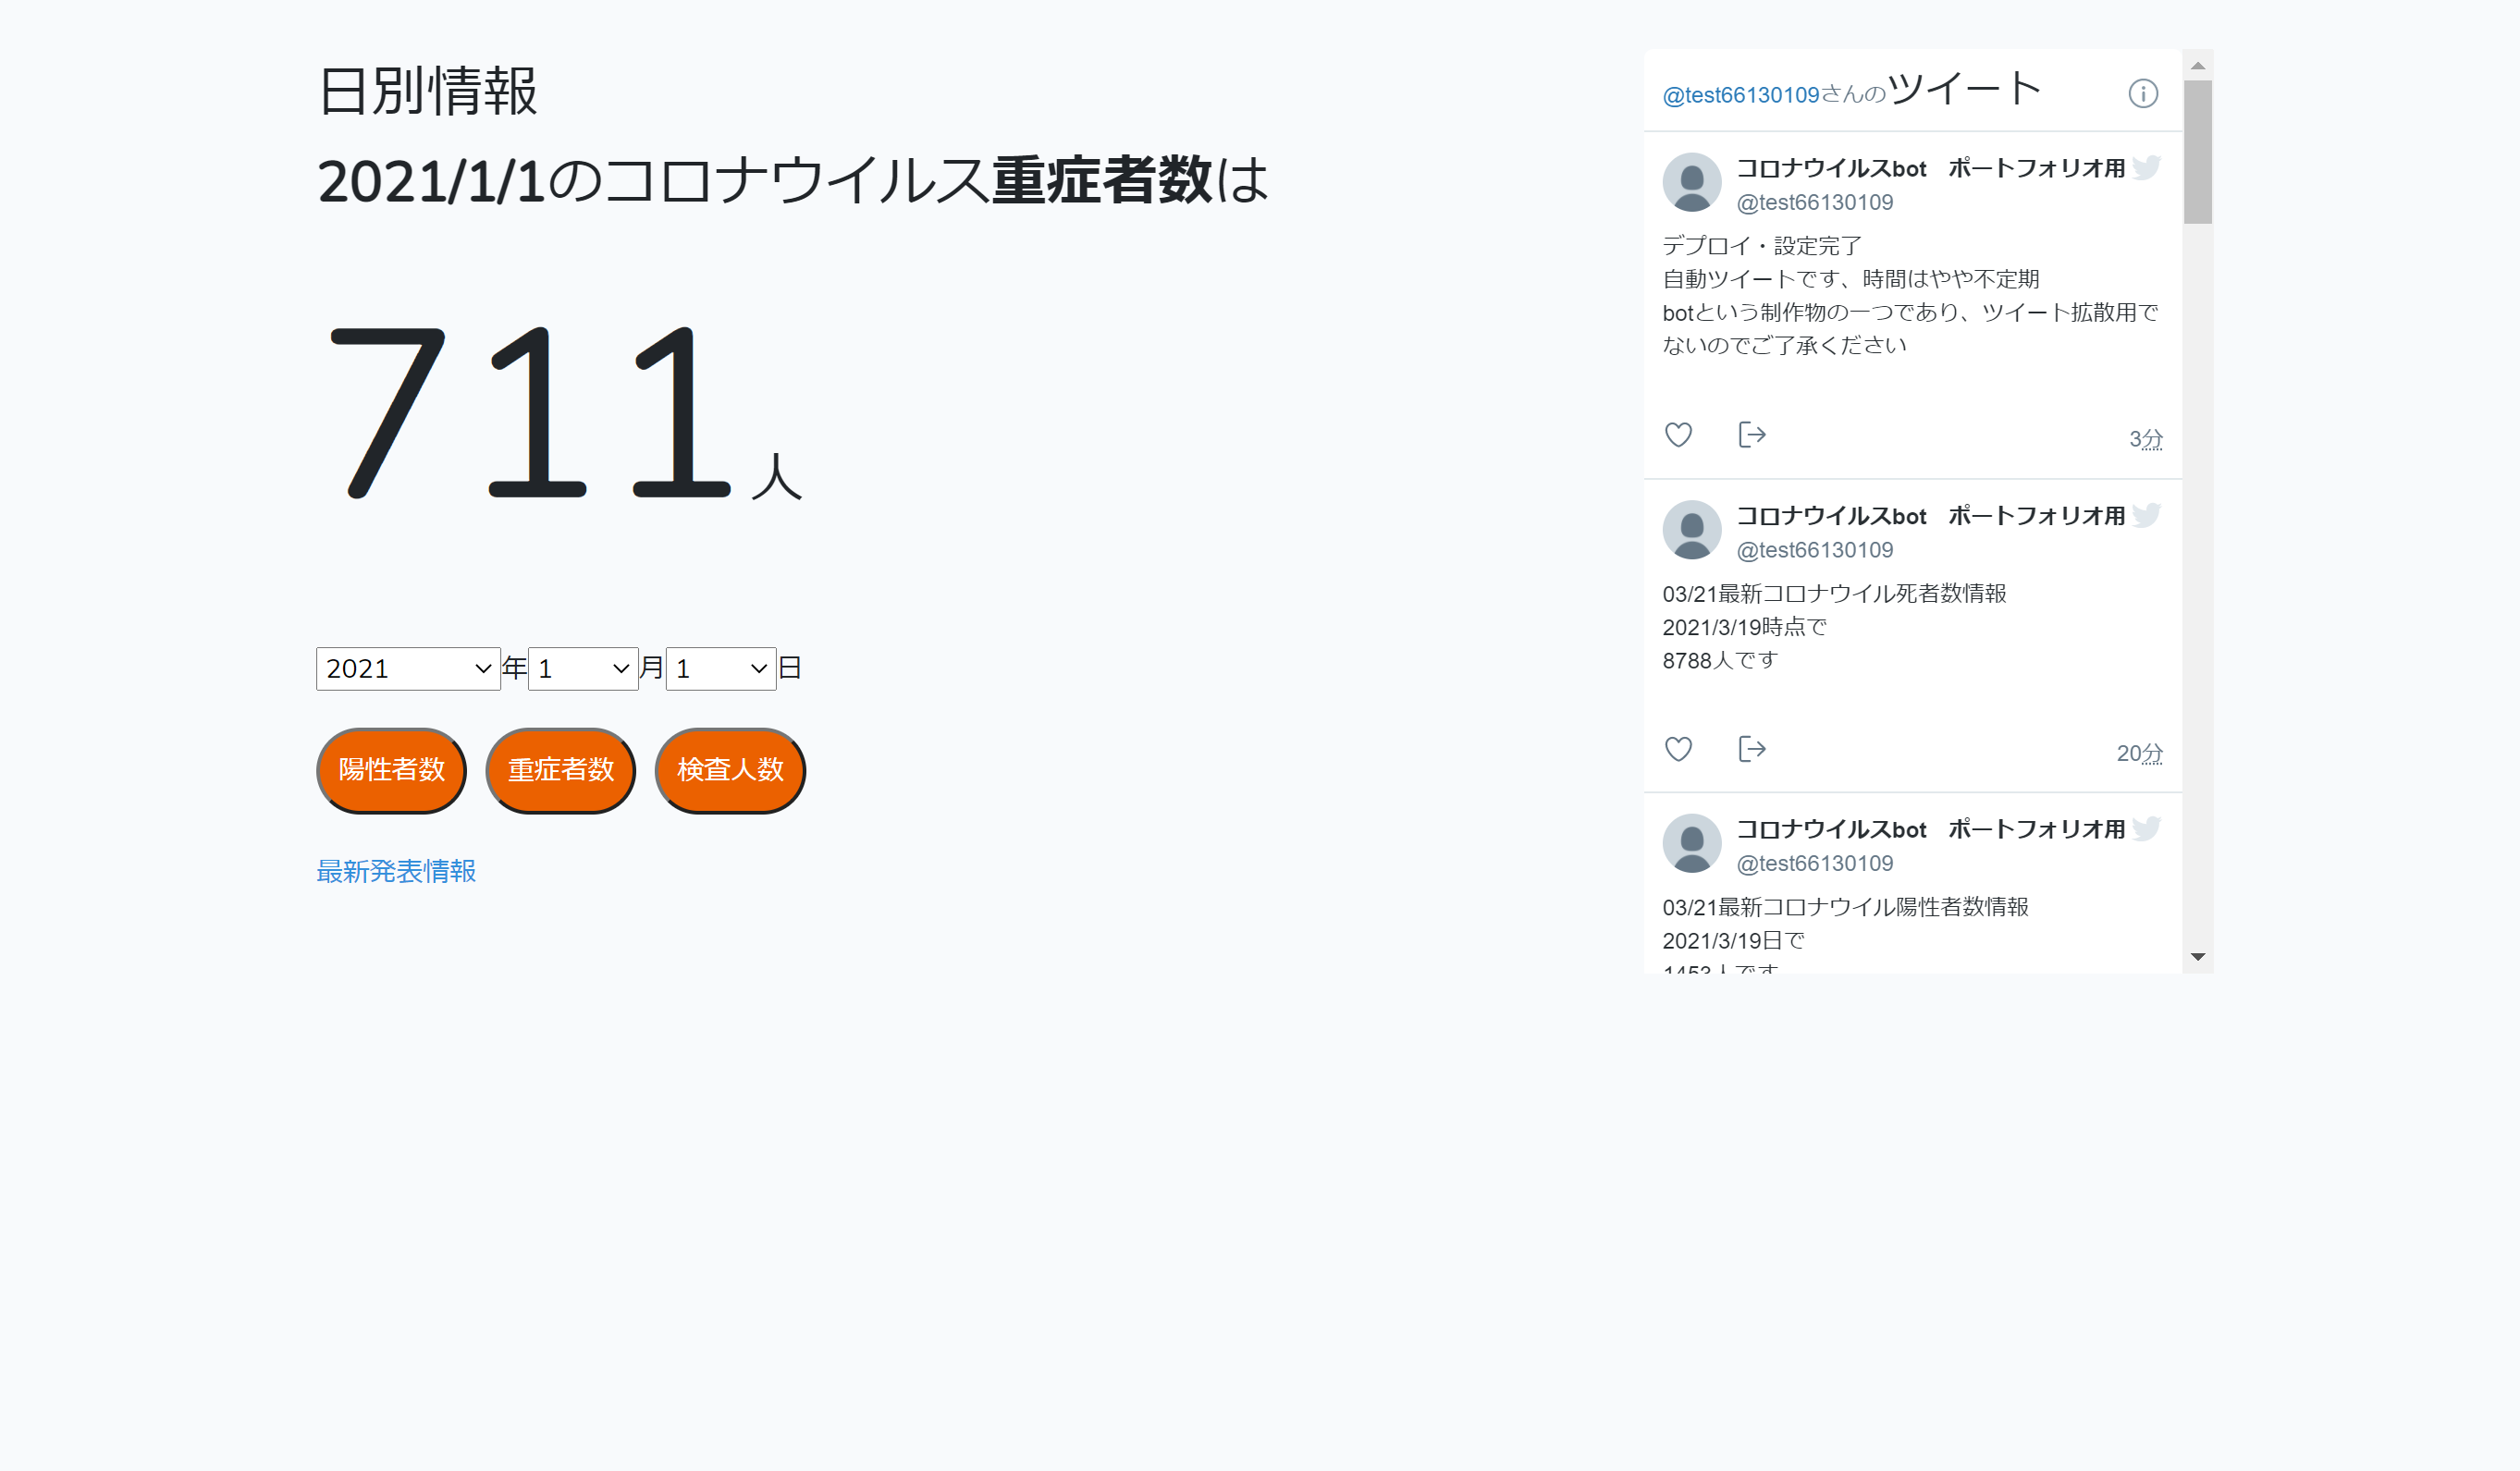 日別情報
2021/1/1のコロナウイルス重症者数は
711人
2021年1月1日
陽性者数 重症者数 検査人数
最新発表情報
@test66130109さんのツイート
コロナウイルスbot　ポートフォリオ用
@test66130109
デプロイ・設定完了
自動ツイートです、時間はやや不定期
botという制作物の一つであり、ツイート拡散用で
ないのでご了承ください
3分
コロナウイルスbot　ポートフォリオ用
@test66130109
03/21最新コロナウイル死者数情報
2021/3/19時点で
8788人です
20分
コロナウイルスbot　ポートフォリオ用
@test66130109
03/21最新コロナウイル陽性者数情報
2021/3/19日で
1453人です